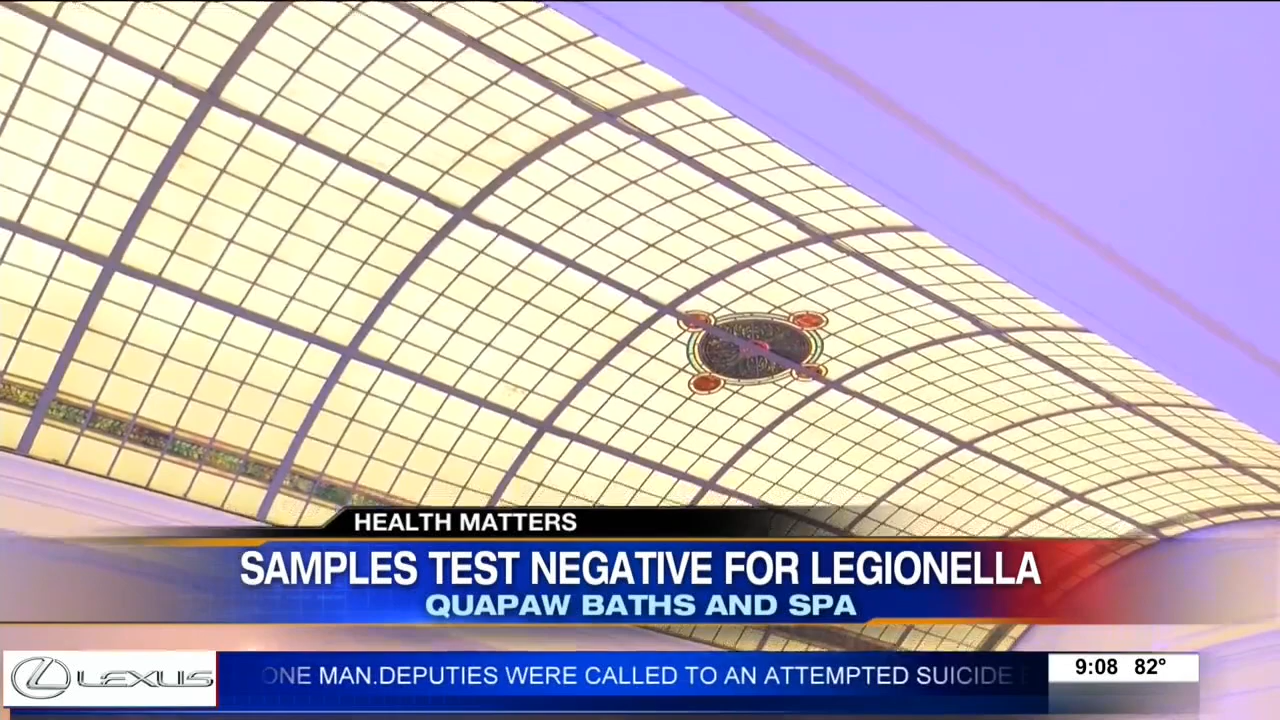 HEALTH MATTERS
SAMPLES TEST NEGATIVE FOR LEGIONELLA
QUAPAW BATHS AND SPA
LEXUS
ONE MAN.DEPUTIES WERE CALLED TO AN ATTEMPTED SUICIDE
9:08 82°